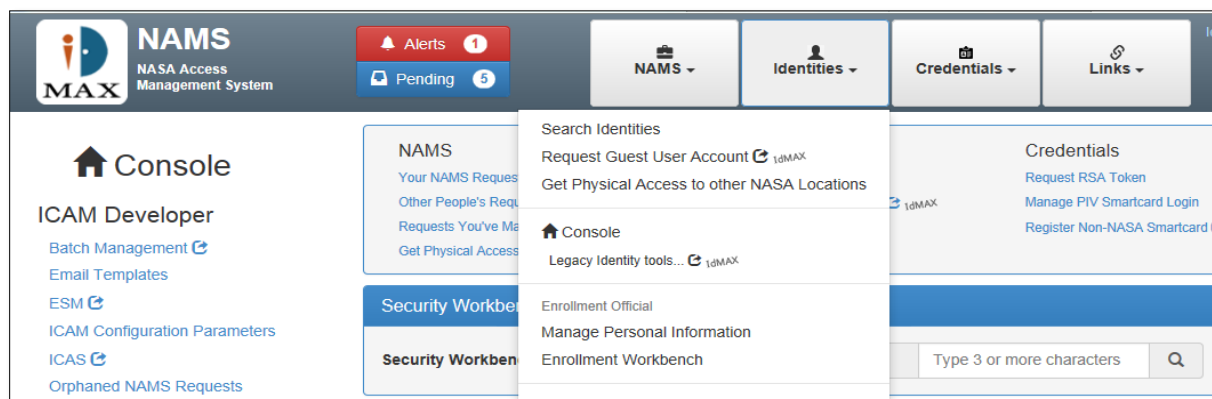 MAX
NAMS
NASA Access
Management System
Alerts 1
Pending 5
NAMS
Identities
Credentials
Links
Console
ICAM Developer
Batch Management
Email Templates
ESM
ICAM Configuration Parameters
ICAS
Orphaned NAMS Requests
NAMS
Your NAMS Reques
Other People's Requ
Requests You've Ma
Get Physical Access
Search Identities
Request Guest User Account IdMAX
Get Physical Access to other NASA Locations
Console
Legacy Identity tools... IdMAX
Enrollment Official
Manage Personal Information
Enrollment Workbench
IdMAX
Credentials
Request RSA Token
Manage PIV Smartcard Login
Register Non-NASA Smartcard
Security Workbe
Security Workben
Type 3 or more characters